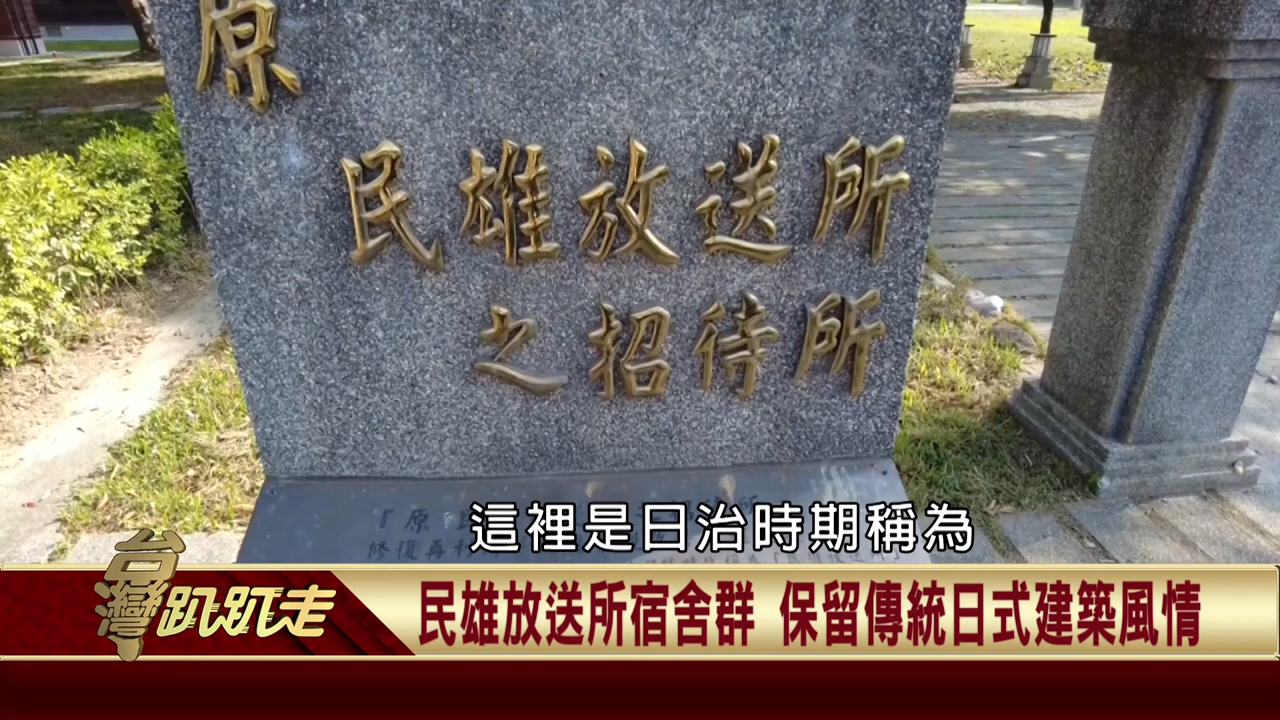 原
民雄放送所
之招待所
這裡是日治時期稱為
台灣趴趴走
民雄放送所宿舍群 保留傳統日式建築風情